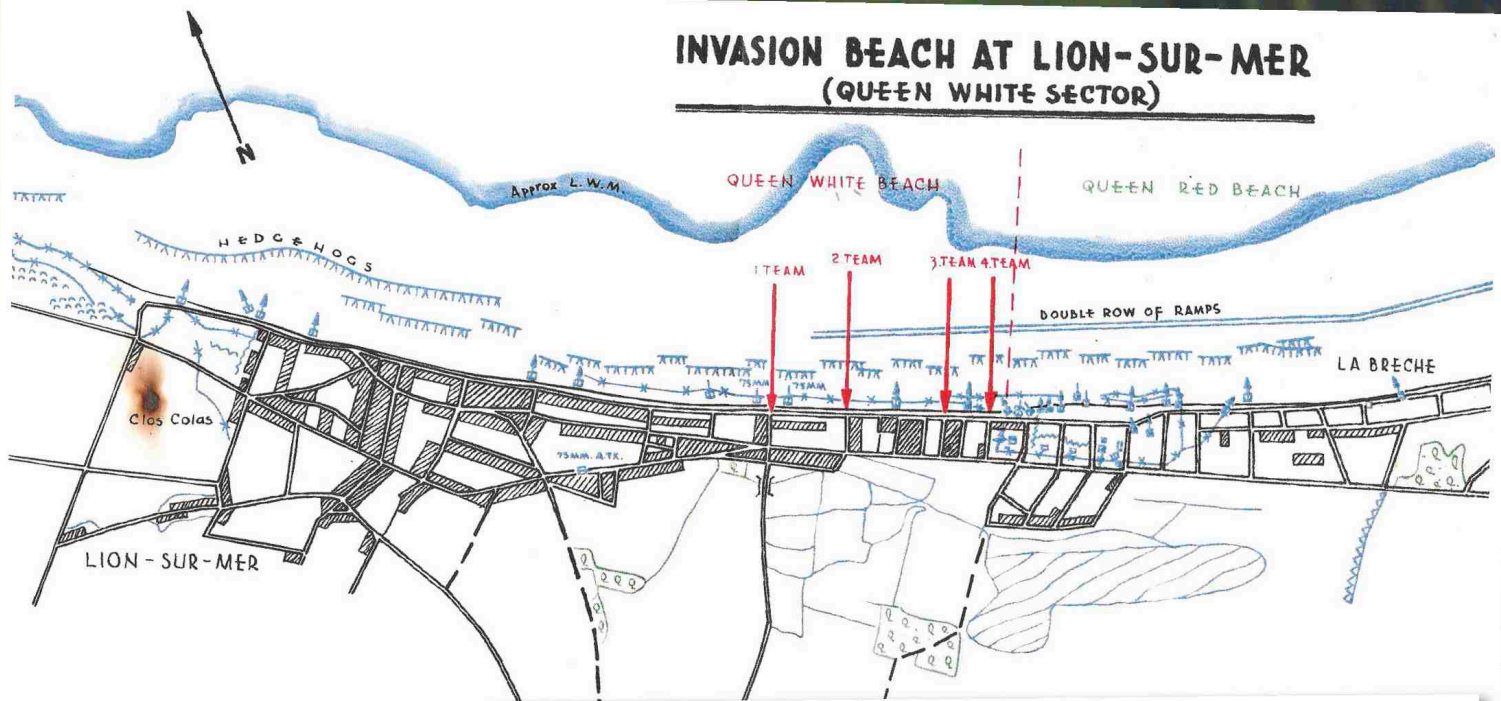 INVASION BEACH AT LION-SUR-MER
(QUEEN WHITE SECTOR)
N
Approx L.W.M.
QUEEN WHITE BEACH
QUEEN RED BEACH
HEDGEHOGS
1.TEAM
2.TEAM
3.TEAM
4.TEAM
DOUBLE ROW OF RAMPS
LA BRECHE
75MM
75MM
Clos Colas
75MM. A.TK.
LION-SUR-MER